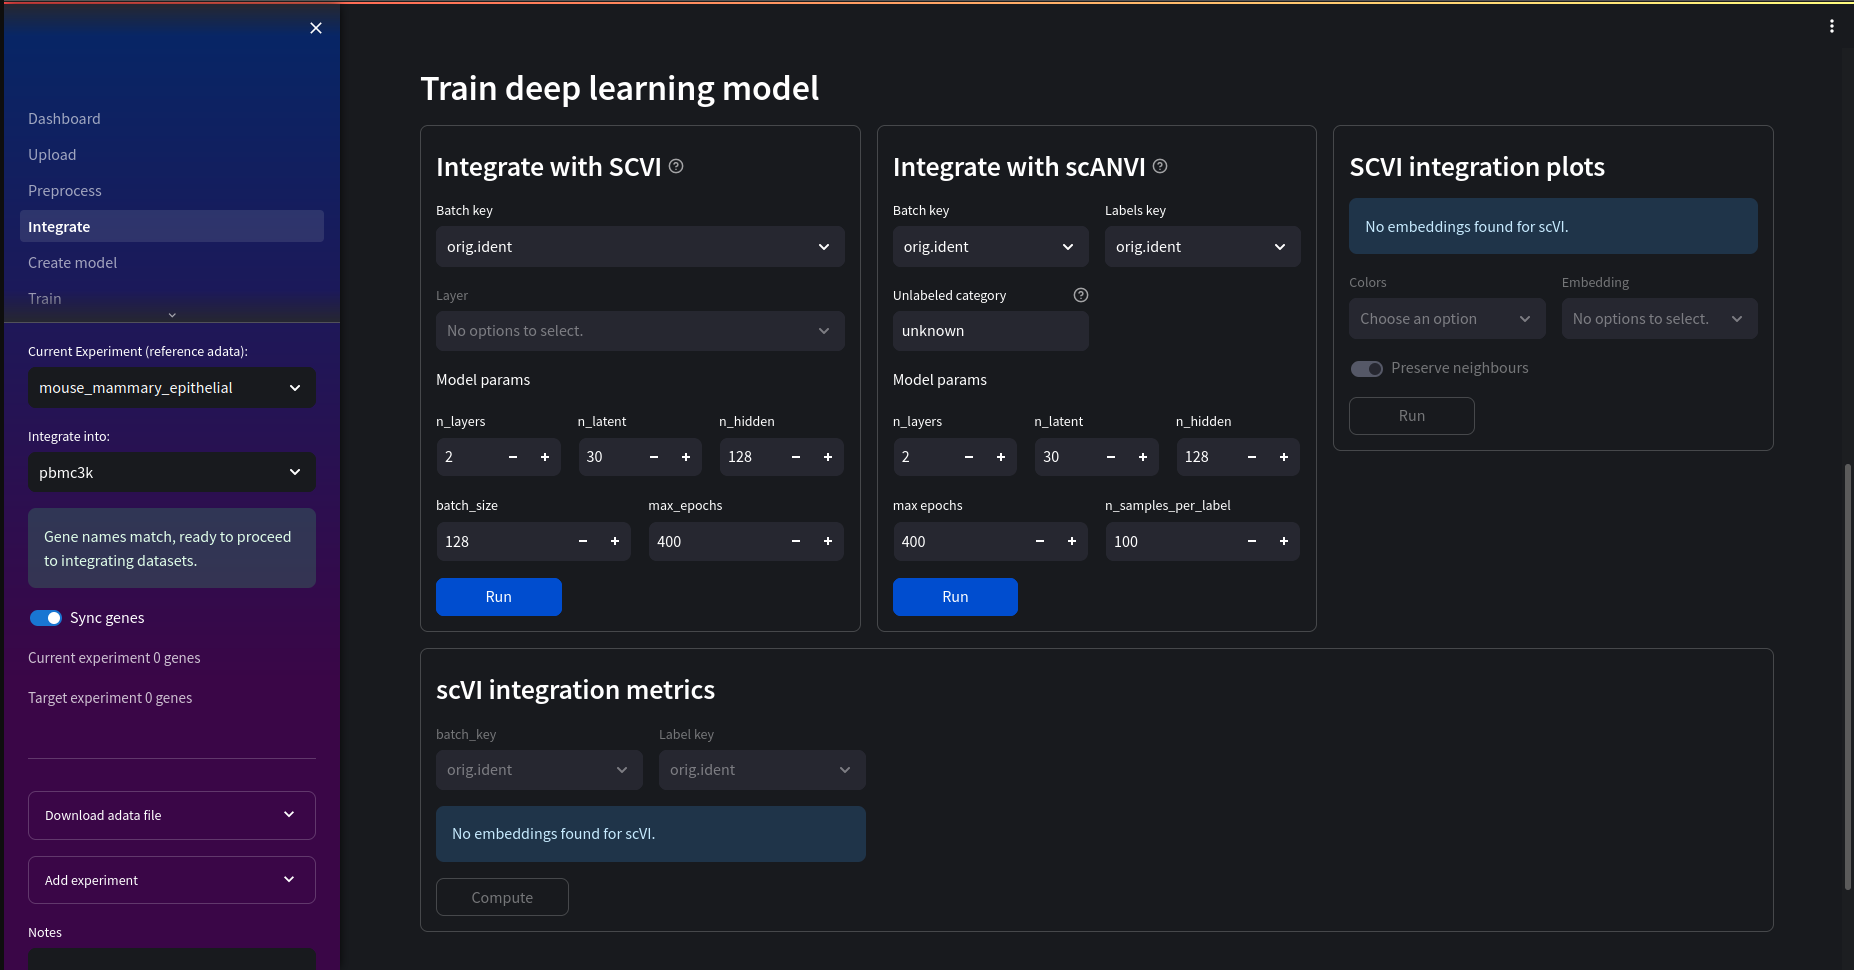 Dashboard
Upload
Preprocess
Integrate
Create model
Train
Current Experiment (reference adata):
mouse_mammary_epithelial
Integrate into:
pbmc3k
Gene names match, ready to proceed
to integrating datasets.
Sync genes
Current experiment 0 genes
Target experiment 0 genes
Download adata file
Add experiment
Notes
Train deep learning model
Integrate with SCVI
Batch key
orig.ident
Layer
No options to select.
Model params
n_layers n_latent n_hidden
2 30 128
batch_size max_epochs
128 400
Run
Integrate with scANVI
Batch key Labels key
orig.ident orig.ident
Unlabeled category
unknown
Model params
n_layers n_latent n_hidden
2 30 128
max epochs n_samples_per_label
400 100
Run
SCVI integration plots
No embeddings found for scVI.
Colors Embedding
Choose an option No options to select.
Preserve neighbours
Run
scVI integration metrics
batch_key Label key
orig.ident orig.ident
No embeddings found for scVI.
Compute